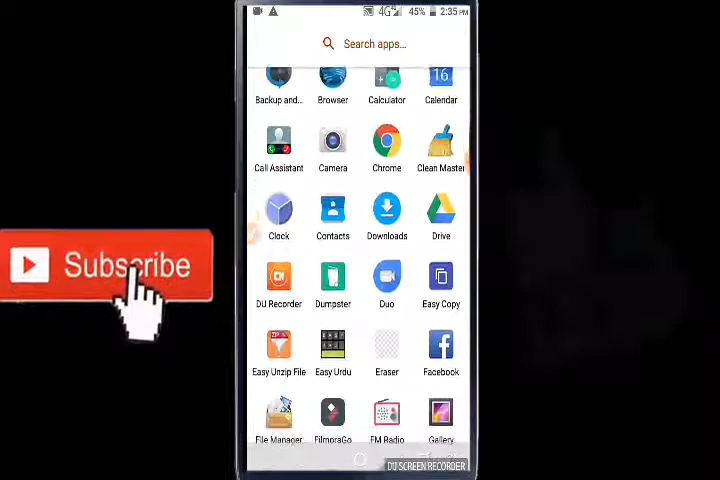 4G 45% 2:35 PM
Search apps...
Backup and... Browser Calculator Calendar
16
Call Assistant Camera Chrome Clean Master
Clock Contacts Downloads Drive
Subscribe
DU Recorder Dumpster Duo Easy Copy
ZIP
Easy Unzip File Easy Urdu Eraser Facebook
File Manager FilmoraGo FM Radio Gallery
DU SCREEN RECORDER